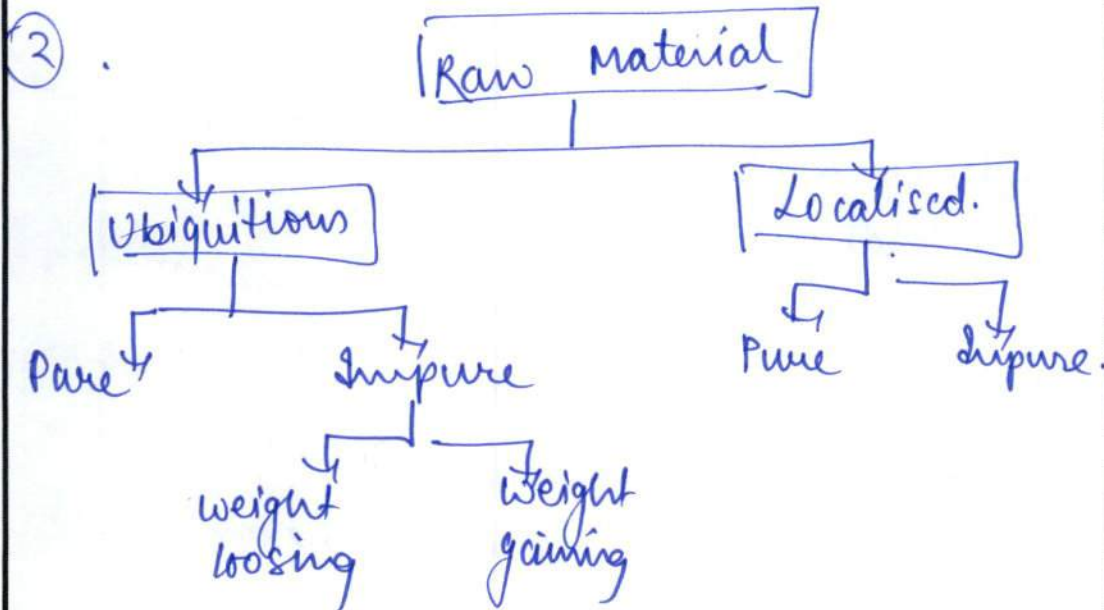 2 .
Raw Material
Ubiquitious
Localised.
Pure
Impure
Pure
Impure.
weight
loosing
weight
gaining